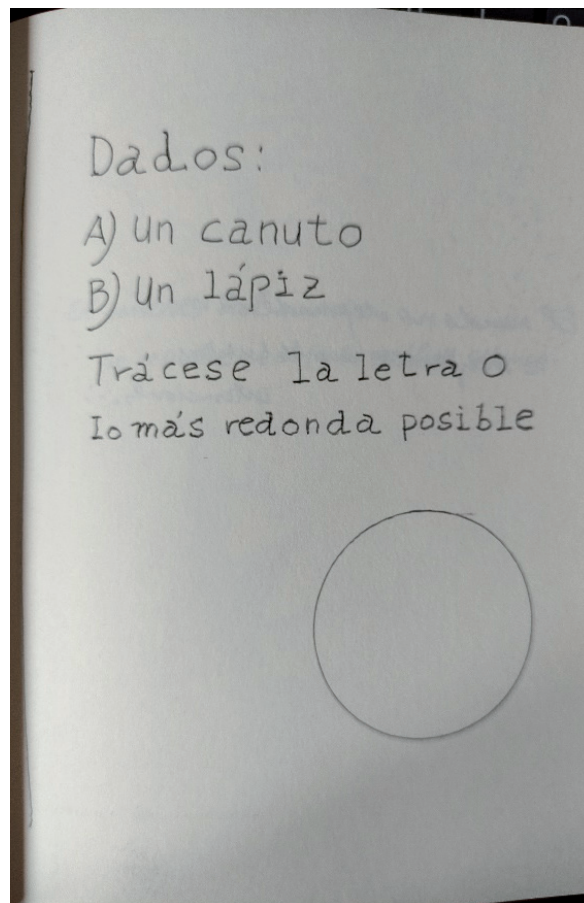 Dados:
A) Un canuto
B) Un lápiz
Trácese la letra O
lo más redonda posible